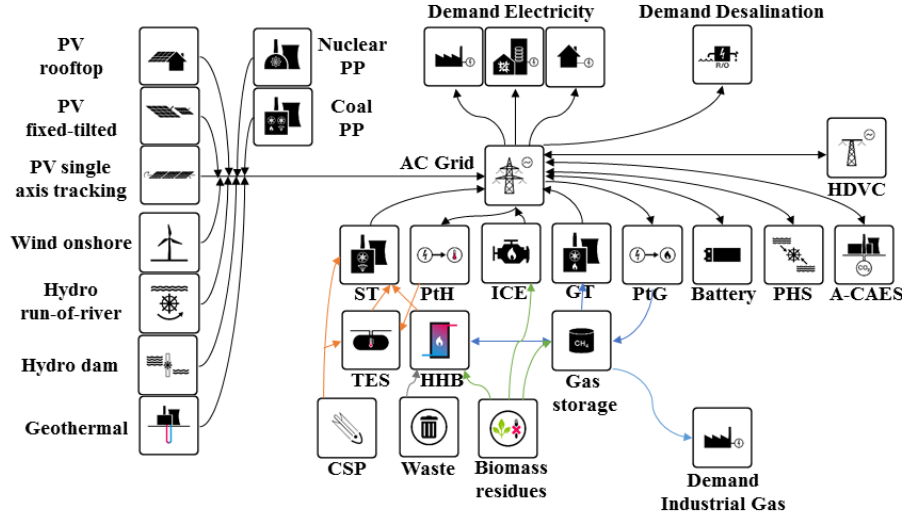 Demand Electricity
Demand Desalination
PV
rooftop
Nuclear
PP
R/O
PV
fixed-tilted
Coal
PP
PV single
axis tracking
AC Grid
HDVC
Wind onshore
ST
PtH
ICE
GT
PtG
Battery
PHS
CO₂
A-CAES
Hydro
run-of-river
Hydro dam
TES
HHB
CH₄
Gas
storage
Geothermal
CSP
Waste
Biomass
residues
Demand
Industrial Gas